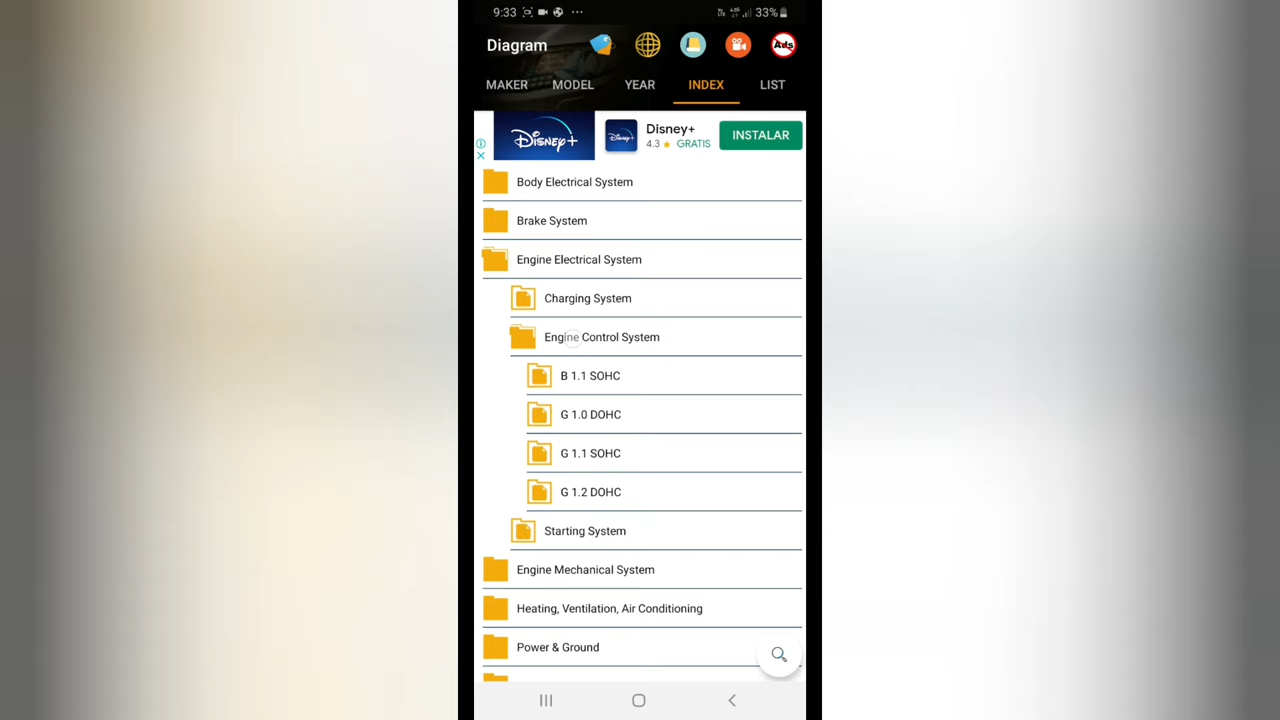 9:33 33%
Diagram Ads
MAKER MODEL YEAR INDEX LIST
Disney+ Disney+ Disney+ INSTALAR
4.3 ★ GRATIS
Body Electrical System
Brake System
Engine Electrical System
Charging System
Engine Control System
B 1.1 SOHC
G 1.0 DOHC
G 1.1 SOHC
G 1.2 DOHC
Starting System
Engine Mechanical System
Heating, Ventilation, Air Conditioning
Power & Ground